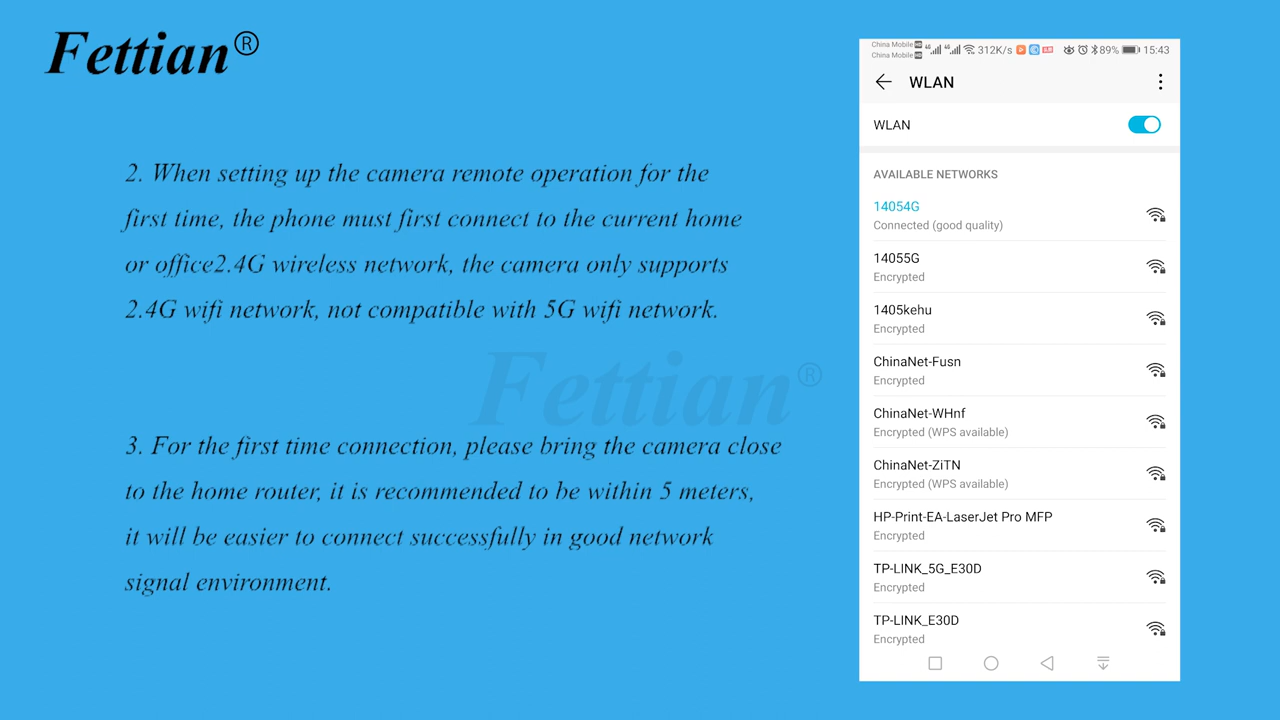 Fettian®
2. When setting up the camera remote operation for the
first time, the phone must first connect to the current home
or office2.4G wireless network, the camera only supports
2.4G wifi network, not compatible with 5G wifi network.
Fettian®
3. For the first time connection, please bring the camera close
to the home router, it is recommended to be within 5 meters,
it will be easier to connect successfully in good network
signal environment.
China Mobile HD
China Mobile HD
4G 4G 312K/s 89% 15:43
WLAN
WLAN
AVAILABLE NETWORKS
14054G
Connected (good quality)
14055G
Encrypted
1405kehu
Encrypted
ChinaNet-Fusn
Encrypted
ChinaNet-WHnf
Encrypted (WPS available)
ChinaNet-ZiTN
Encrypted (WPS available)
HP-Print-EA-LaserJet Pro MFP
Encrypted
TP-LINK_5G_E30D
Encrypted
TP-LINK_E30D
Encrypted